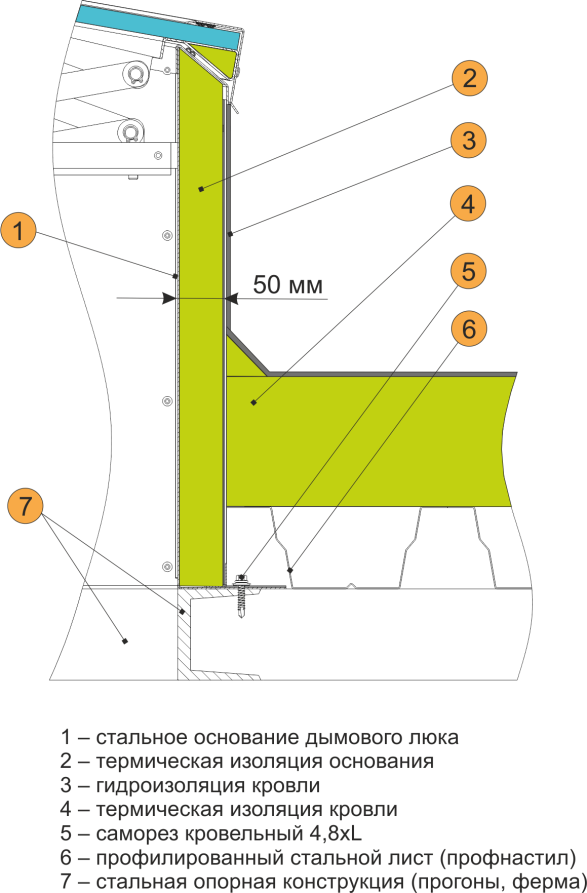 2
3
4
1
5
50 мм
6
7
1 – стальное основание дымового люка
2 – термическая изоляция основания
3 – гидроизоляция кровли
4 – термическая изоляция кровли
5 – саморез кровельный 4,8xL
6 – профилированный стальной лист (профнастил)
7 – стальная опорная конструкция (прогоны, ферма)